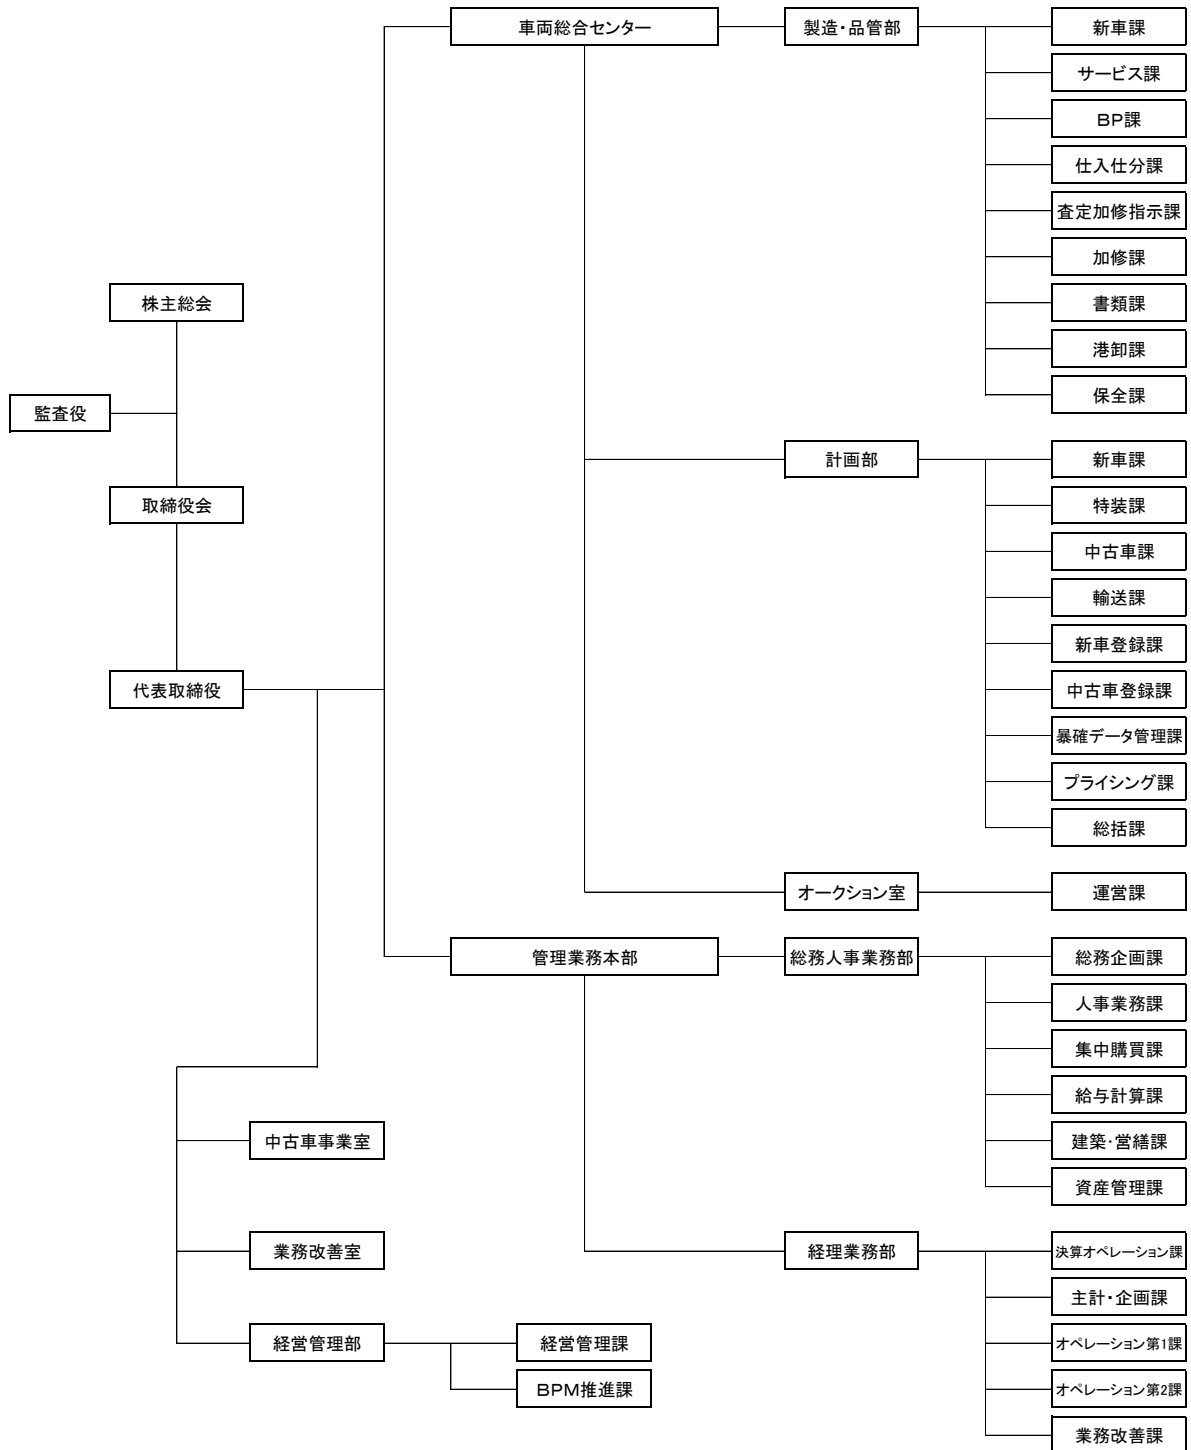 株主総会
監査役
取締役会
代表取締役
車両総合センター
製造・品管部
新車課
サービス課
BP課
仕入仕分課
査定加修指示課
加修課
書類課
港卸課
保全課
計画部
新車課
特装課
中古車課
輸送課
新車登録課
中古車登録課
暴確データ管理課
プライシング課
総括課
オークション室
運営課
管理業務本部
総務人事業務部
総務企画課
人事業務課
集中購買課
給与計算課
建築・営繕課
資産管理課
経理業務部
決算オペレーション課
主計・企画課
オペレーション第1課
オペレーション第2課
業務改善課
中古車事業室
業務改善室
経営管理部
経営管理課
BPM推進課